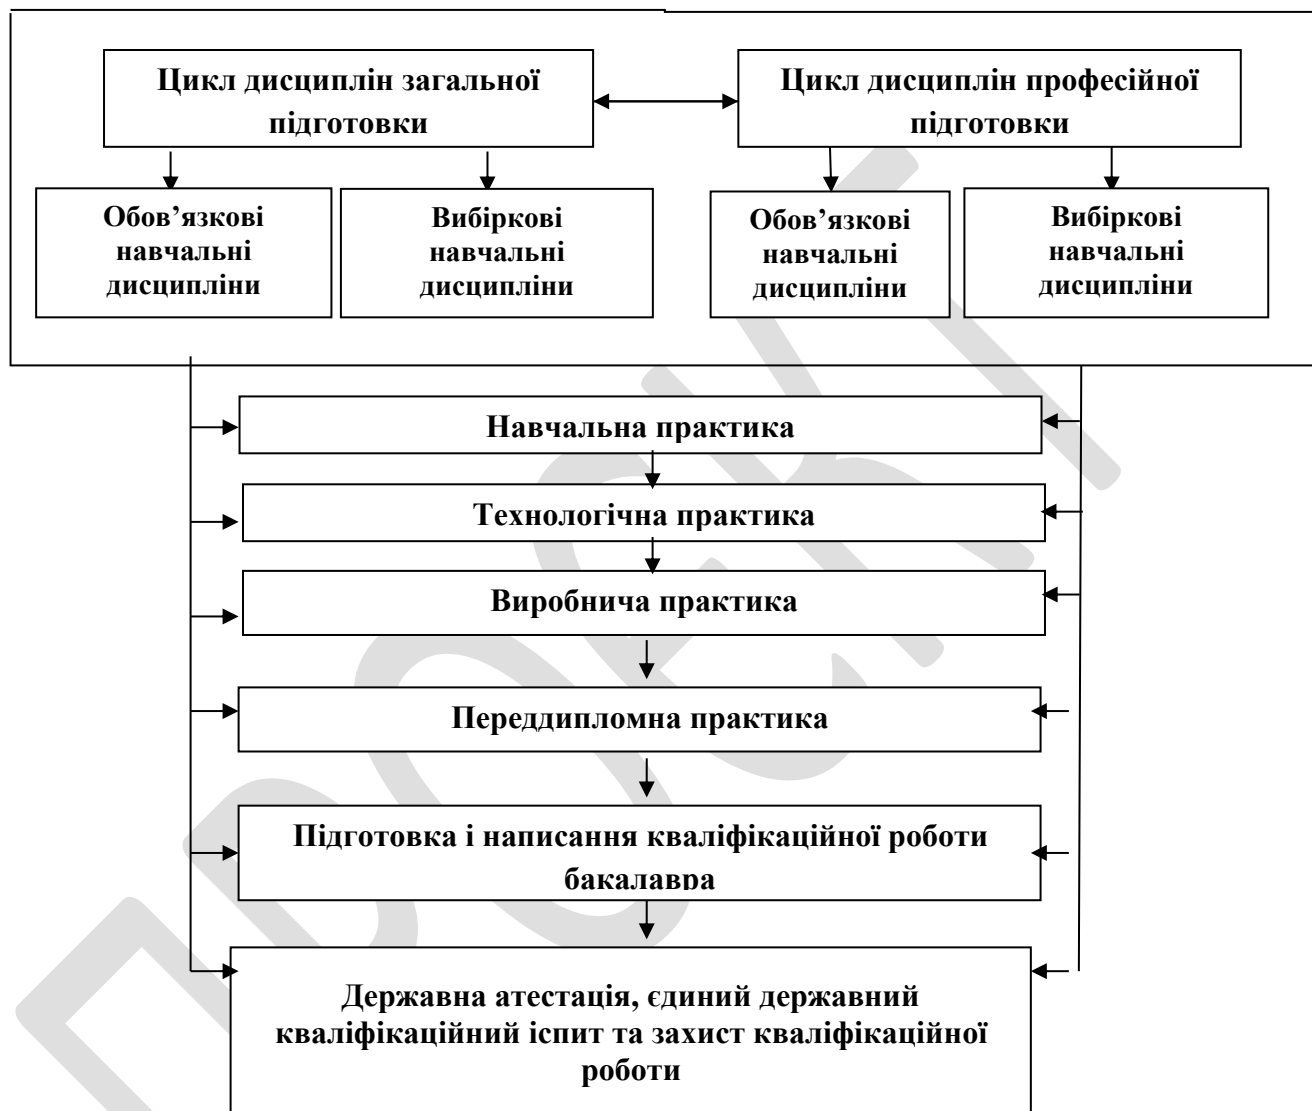 Цикл дисциплін загальної
підготовки
Цикл дисциплін професійної
підготовки
Обов’язкові
навчальні
дисципліни
Вибіркові
навчальні
дисципліни
Обов’язкові
навчальні
дисципліни
Вибіркові
навчальні
дисципліни
Навчальна практика
Технологічна практика
Виробнича практика
Переддипломна практика
Підготовка і написання кваліфікаційної роботи
бакалавра
Державна атестація, єдиний державний
кваліфікаційний іспит та захист кваліфікаційної
роботи